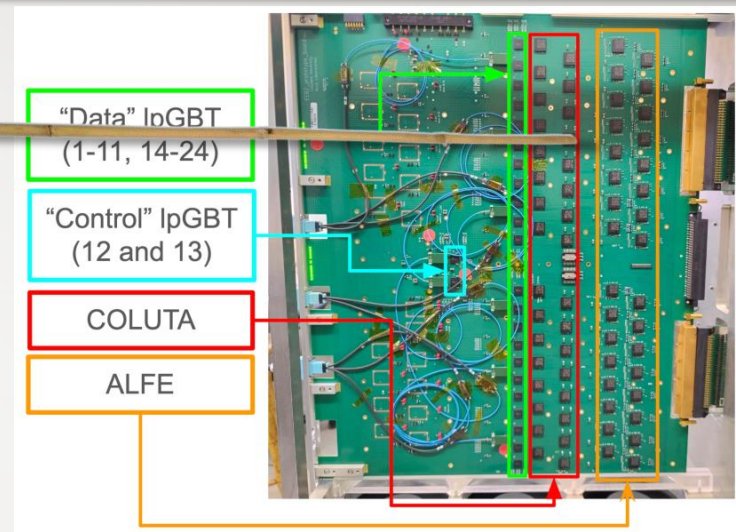 “Data” lpGBT
(1-11, 14-24)
“Control” lpGBT
(12 and 13)
COLUTA
ALFE